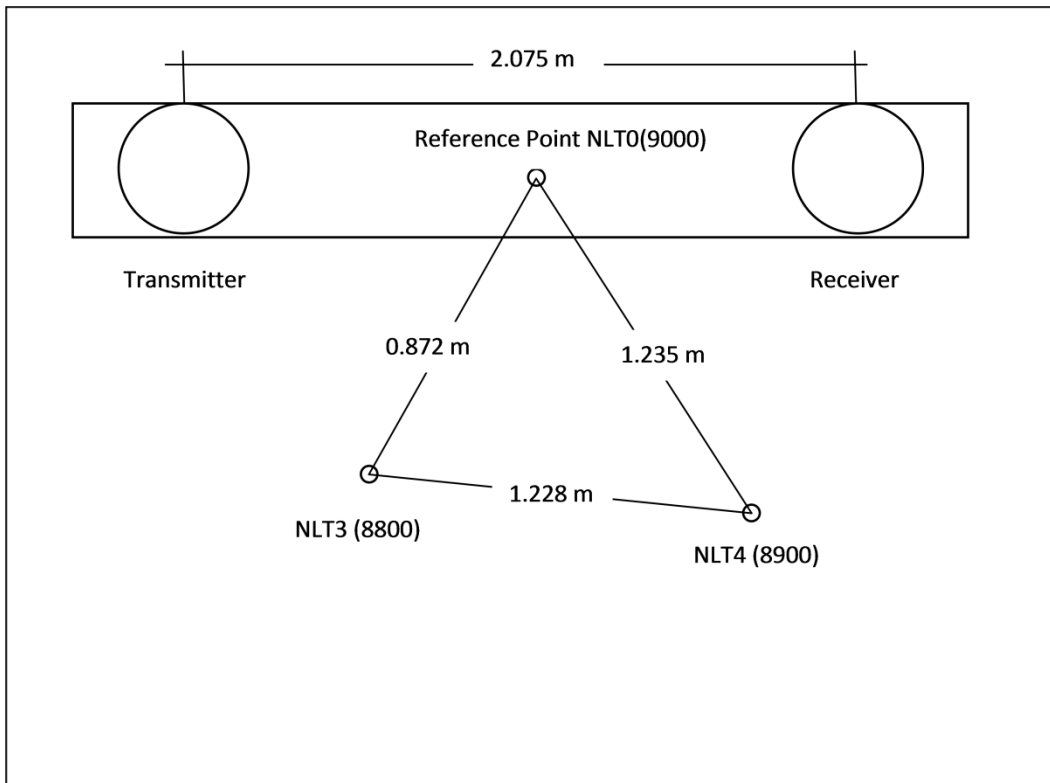 2.075 m
Reference Point NLT0(9000)
Transmitter
Receiver
0.872 m
1.235 m
1.228 m
NLT3 (8800)
NLT4 (8900)